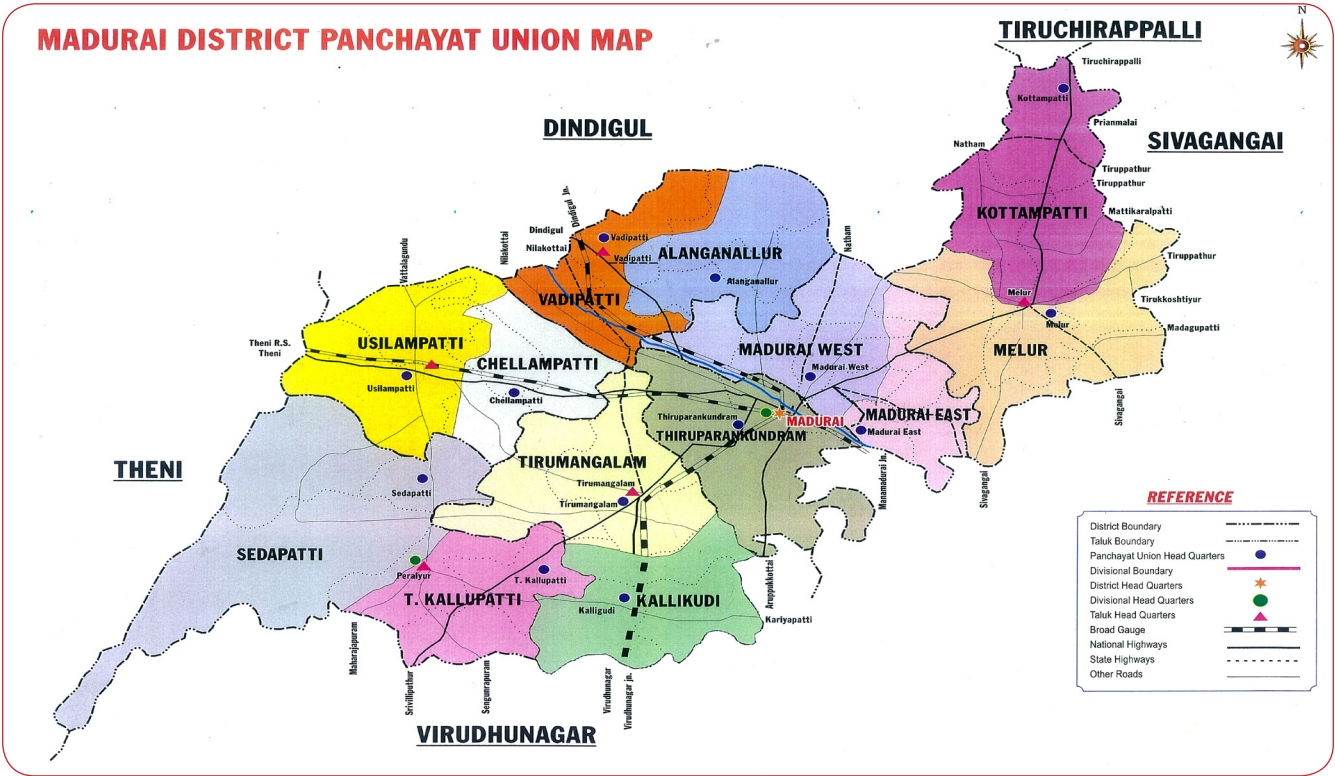 MADURAI DISTRICT PANCHAYAT UNION MAP
N
TIRUCHIRAPPALLI
Tiruchirappalli
Kottampatti
Prianmalai
DINDIGUL
SIVAGANGAI
Natham
Tiruppathur
Tiruppathur
KOTTAMPATTI
Mattikaralpatti
Dindigul Jn.
Dindigul
Nilakottai
Nilakottai
Vattalagundu
Natham
Vadipatti
Vadipatti
ALANGANALLUR
Alanganallur
Tiruppathur
VADIPATTI
Melur
Melur
Tirukkoshtiyur
Madagupatti
Theni R.S.
Theni
USILAMPATTI
Usilampatti
CHELLAMPATTI
Chellampatti
MADURAI WEST
Madurai West
MELUR
Thiruparankundram
MADURAI
MADURAI EAST
Madurai East
THIRUPARANKUNDRAM
Sivagangai
THENI
TIRUMANGALAM
Tirumangalam
Tirumangalam
Sedapatti
Manamadurai Jn.
Sivagangai
SEDAPATTI
Peraiyur
T. Kallupatti
T. KALLUPATTI
Kalligudi
KALLIKUDI
Aruppukkottai
Kariyapatti
Maharajapuram
Srivilliputhur
Sengunrapuram
Virudhunagar
Virudhunagar jn.
VIRUDHUNAGAR
REFERENCE
District Boundary
Taluk Boundary
Panchayat Union Head Quarters
Divisional Boundary
District Head Quarters
Divisional Head Quarters
Taluk Head Quarters
Broad Gauge
National Highways
State Highways
Other Roads